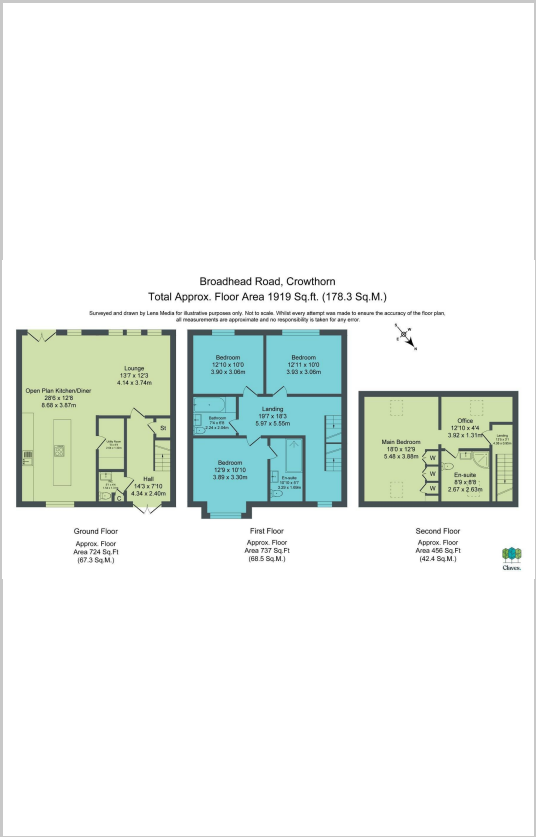 Broadhead Road, Crowthorn
Total Approx. Floor Area 1919 Sq.ft. (178.3 Sq.M.)
Surveyed and drawn by Lens Media for illustrative purposes only. Not to scale. Whilst every attempt was made to ensure the accuracy of the floor plan,
all measurements are approximate and no responsibility is taken for any error.
Open Plan Kitchen/Diner
28'6 x 12'8
8.68 x 3.87m
Lounge
13'7 x 12'3
4.14 x 3.74m
St
Utility Room
Hall
14'3 x 7'10
4.34 x 2.40m
C
Ground Floor
Approx. Floor
Area 724 Sq.Ft
(67.3 Sq.M.)
Bedroom
12'10 x 10'0
3.90 x 3.06m
Bedroom
12'11 x 10'0
3.93 x 3.06m
Bathroom
Landing
19'7 x 18'3
5.97 x 5.55m
Bedroom
12'9 x 10'10
3.89 x 3.30m
En-suite
First Floor
Approx. Floor
Area 737 Sq.Ft
(68.5 Sq.M.)
Main Bedroom
18'0 x 12'9
5.48 x 3.88m
Office
12'10 x 4'4
3.92 x 1.31m
Landing
W
W
W
En-suite
8'9 x 8'8
2.67 x 2.63m
Second Floor
Approx. Floor
Area 456 Sq.Ft
(42.4 Sq.M.)
N
E
S
W
Claves.